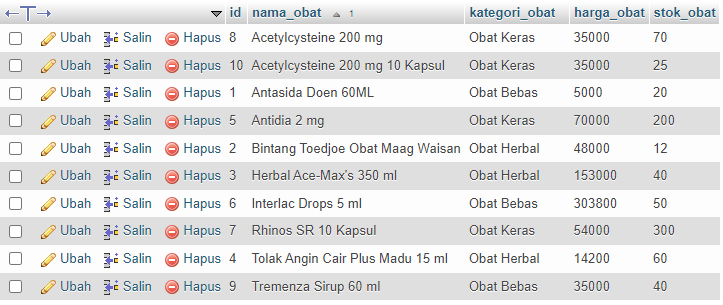 id nama_obat 1 kategori_obat harga_obat stok_obat
Ubah Salin Hapus 8 Acetylcysteine 200 mg Obat Keras 35000 70
Ubah Salin Hapus 10 Acetylcysteine 200 mg 10 Kapsul Obat Keras 35000 25
Ubah Salin Hapus 1 Antasida Doen 60ML Obat Bebas 5000 20
Ubah Salin Hapus 5 Antidia 2 mg Obat Keras 70000 200
Ubah Salin Hapus 2 Bintang Toedjoe Obat Maag Waisan Obat Herbal 48000 12
Ubah Salin Hapus 3 Herbal Ace-Max's 350 ml Obat Herbal 153000 40
Ubah Salin Hapus 6 Interlac Drops 5 ml Obat Bebas 303800 50
Ubah Salin Hapus 7 Rhinos SR 10 Kapsul Obat Keras 54000 300
Ubah Salin Hapus 4 Tolak Angin Cair Plus Madu 15 ml Obat Herbal 14200 60
Ubah Salin Hapus 9 Tremenza Sirup 60 ml Obat Bebas 35000 40